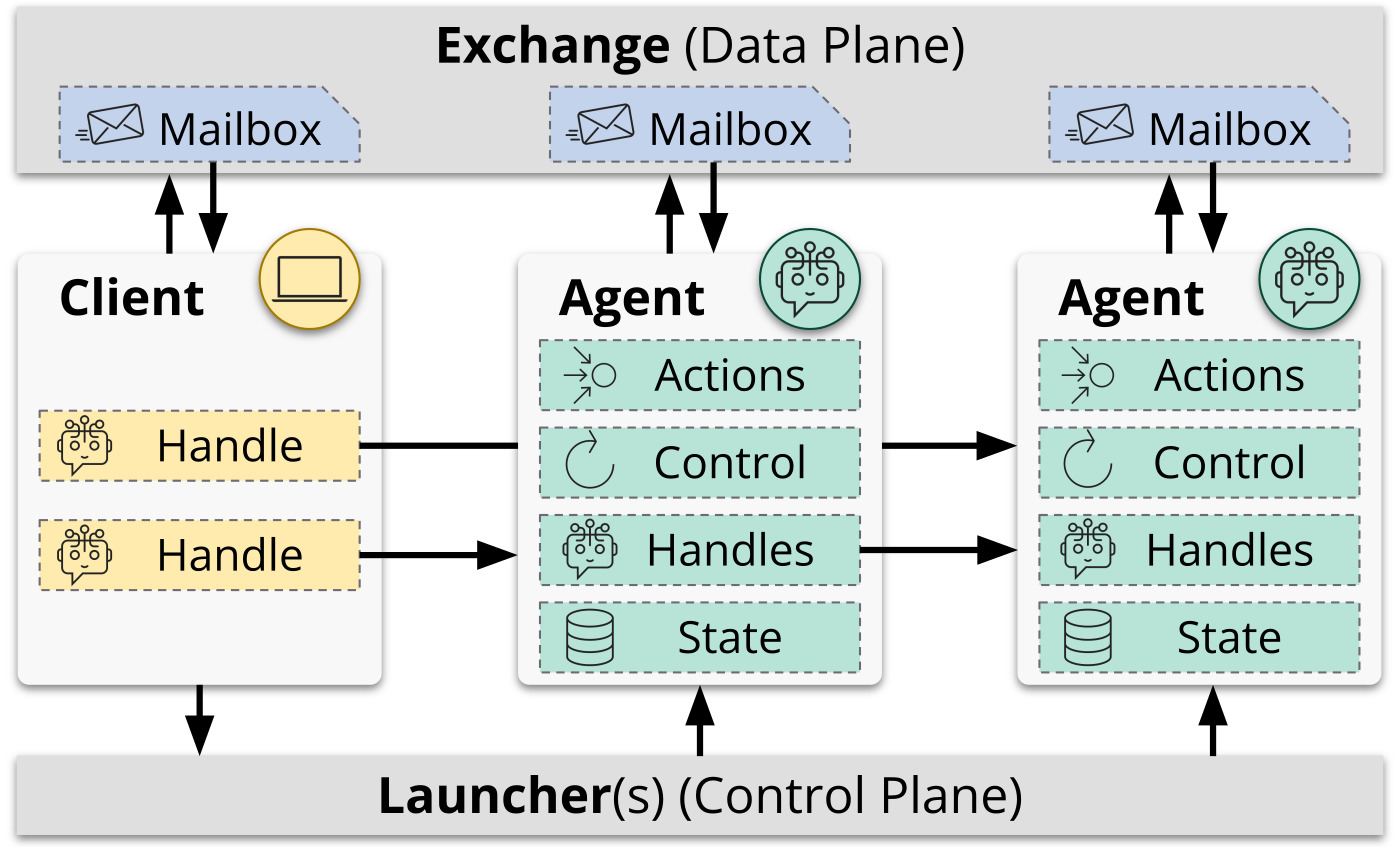 Exchange (Data Plane)
Mailbox
Mailbox
Mailbox
Client
Handle
Handle
Agent
Actions
Control
Handles
State
Agent
Actions
Control
Handles
State
Launcher(s) (Control Plane)